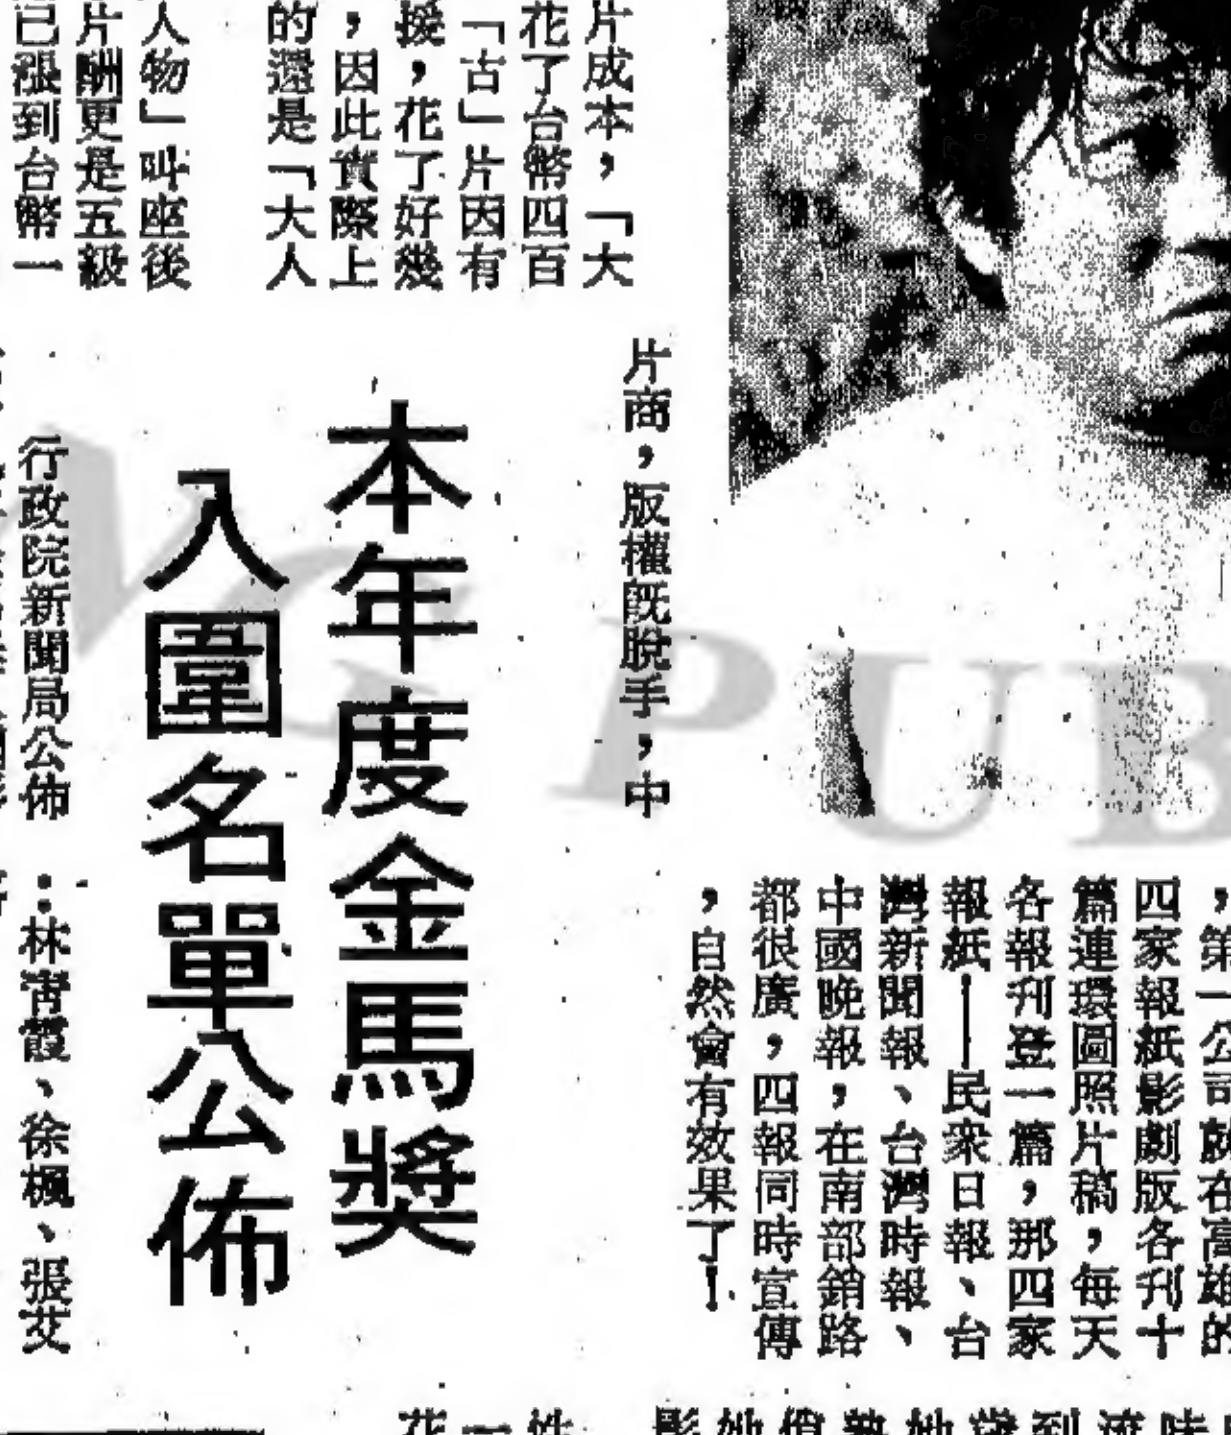 片成本，「大
花了台幣四百
「古」片因有
援，花了好幾
，因此實際上
的還是「大人
人物」叫座後
片酬更是五級
已漲到台幣一
片商，版權既脫手，中
本年度金馬獎
入圍名單公佈
行政院新聞局公佈
：林青霞、徐楓、張艾
，第一公司就在高雄的
四家報紙影劇版各刊十
篇連環圖照片稿，每天
各報刊登一篇，那四家
報紙——民衆日報、台
灣新聞報、台灣時報、
中國晚報，在南部銷路
都很廣，四報同時宣傳
，自然會有效果了！
PUB